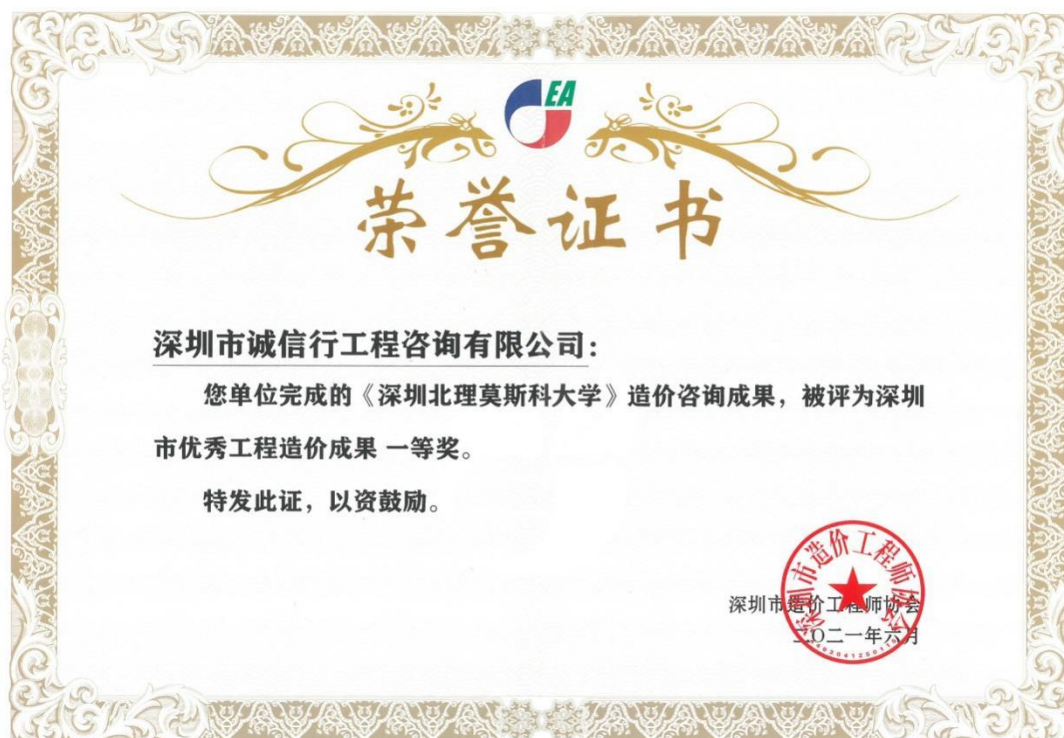 EA
荣誉证书
深圳市诚信行工程咨询有限公司：
您单位完成的《深圳北理莫斯科大学》造价咨询成果，被评为深圳
市优秀工程造价成果 一等奖。
特发此证，以资鼓励。
深圳市造价工程师协会
深圳市造价工程师协会
二〇二一年六月